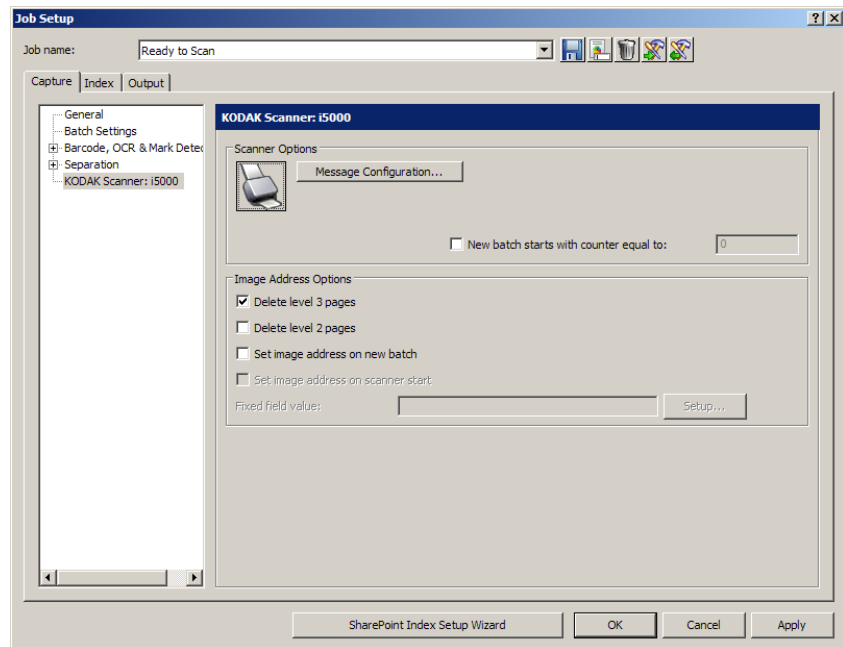 Job Setup
Job name: Ready to Scan
Capture Index Output
General
Batch Settings
Barcode, OCR & Mark Detec
Separation
KODAK Scanner: i5000
KODAK Scanner: i5000
Scanner Options
Message Configuration...
New batch starts with counter equal to: 0
Image Address Options
Delete level 3 pages
Delete level 2 pages
Set image address on new batch
Set image address on scanner start
Fixed field value: Setup...
SharePoint Index Setup Wizard OK Cancel Apply